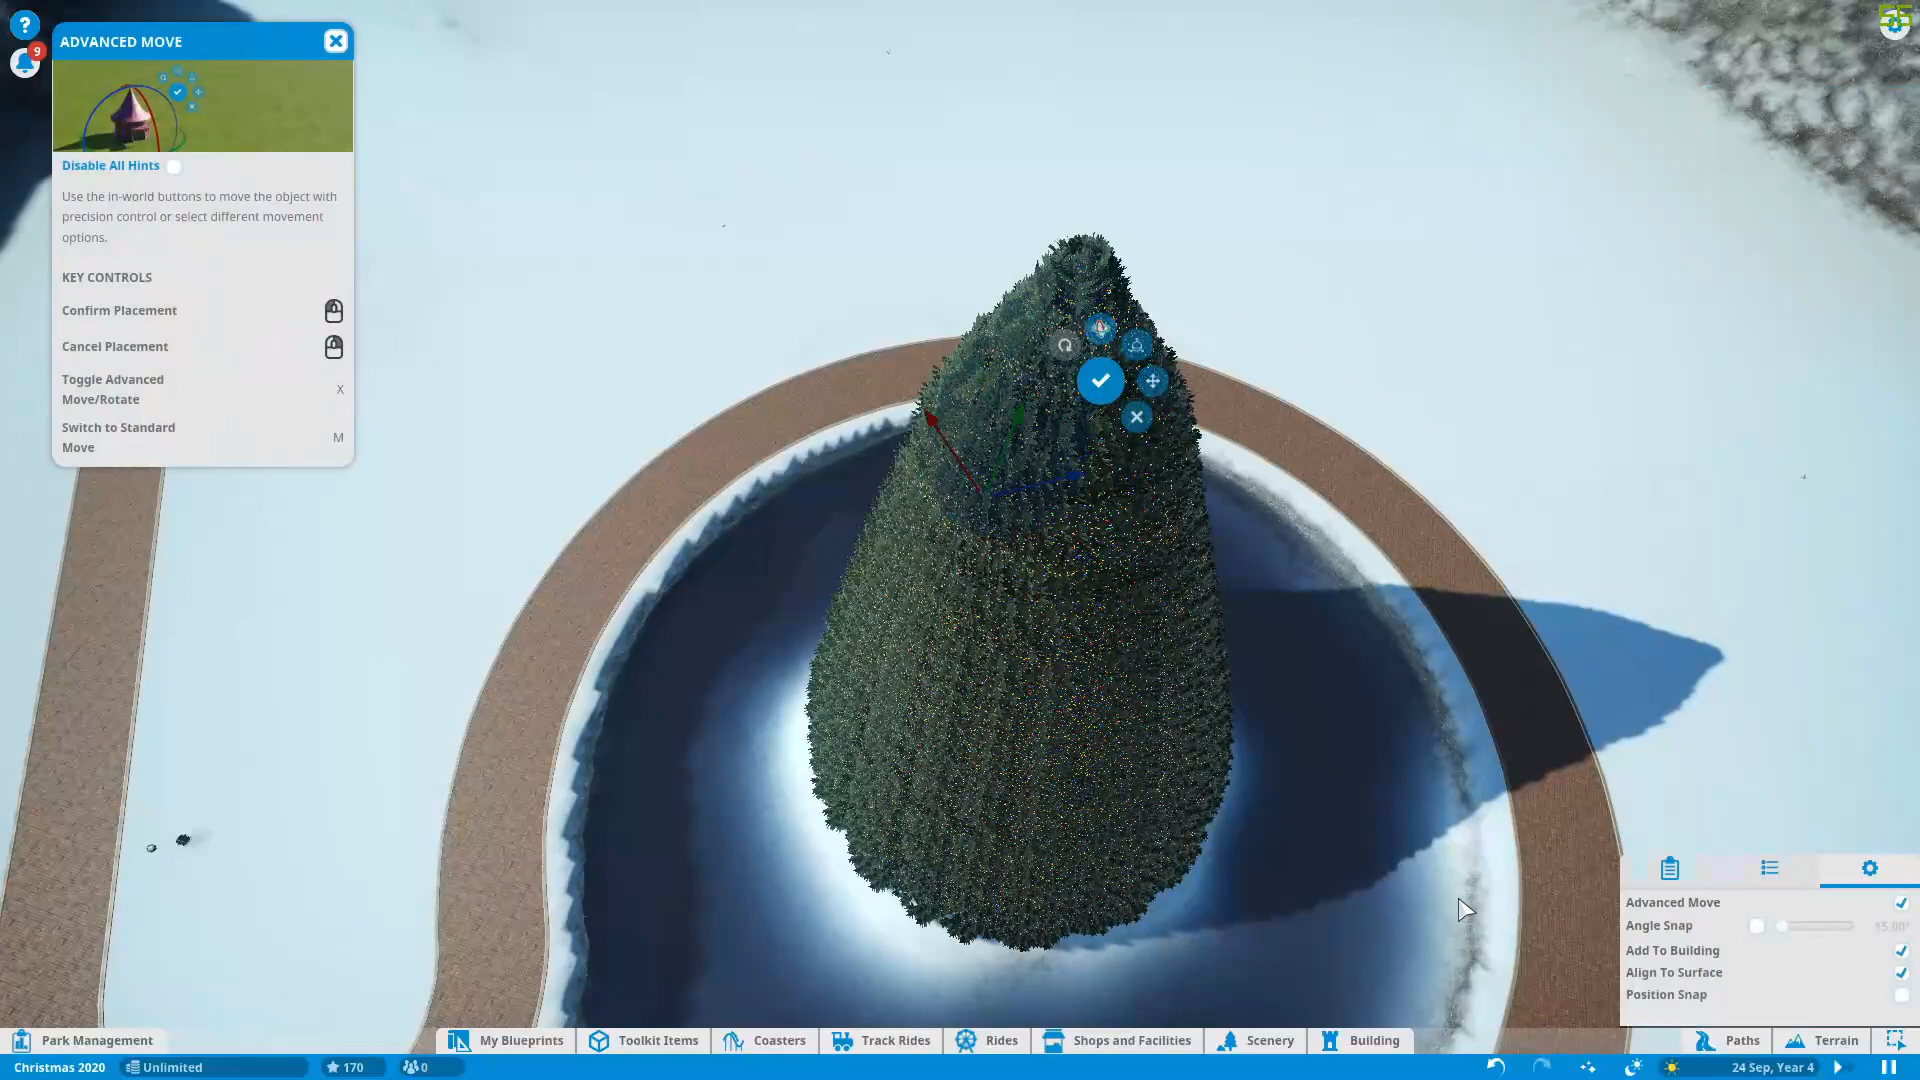 ?
9
ADVANCED MOVE
Disable All Hints
Use the in-world buttons to move the object with
precision control or select different movement
options.
KEY CONTROLS
Confirm Placement
Cancel Placement
Toggle Advanced
Move/Rotate
X
Switch to Standard
Move
M
Advanced Move
Angle Snap
15.00°
Add To Building
Align To Surface
Position Snap
Park Management
My Blueprints
Toolkit Items
Coasters
Track Rides
Rides
Shops and Facilities
Scenery
Building
Paths
Terrain
Christmas 2020
Unlimited
170
0
24 Sep, Year 4